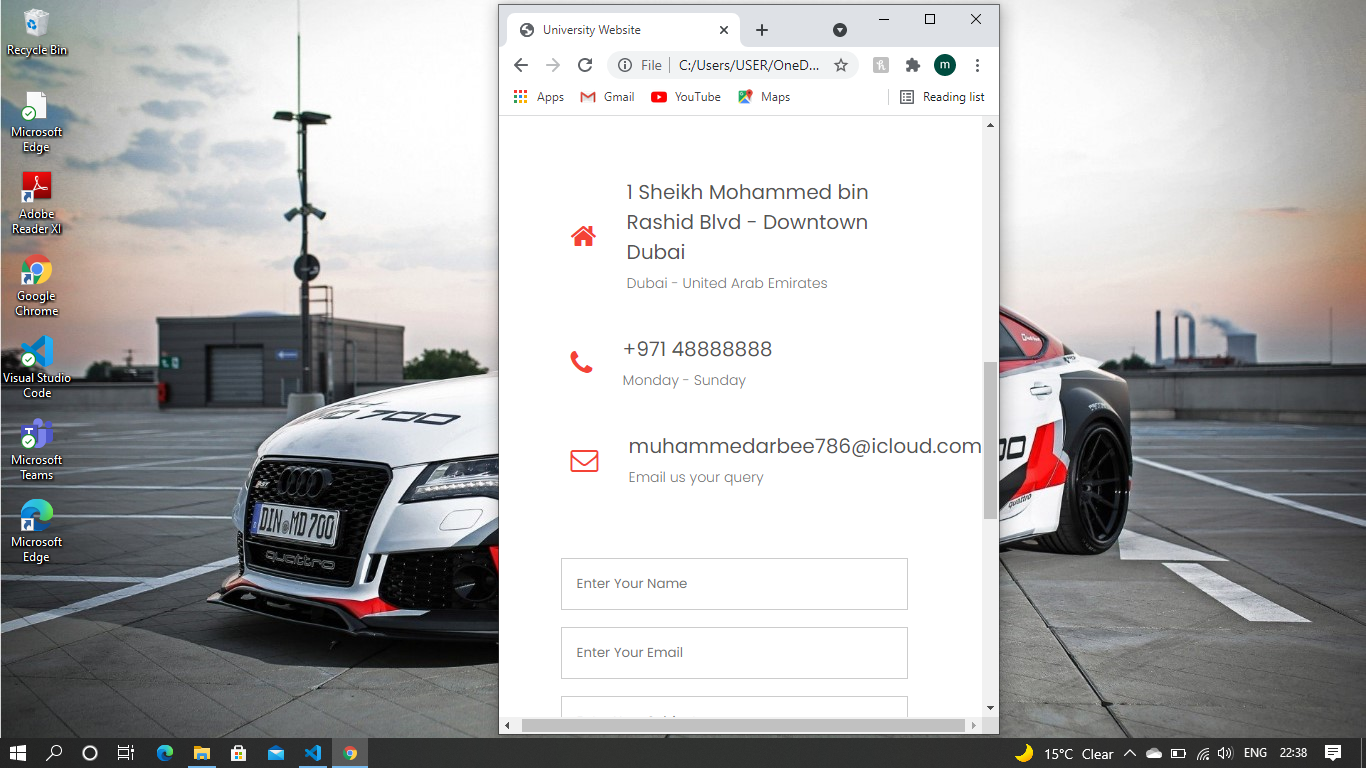 Recycle Bin
Microsoft
Edge
Adobe
Reader XI
Google
Chrome
Visual Studio
Code
Microsoft
Teams
Microsoft
Edge
University Website
File
C:/Users/USER/OneD...
Apps
Gmail
YouTube
Maps
Reading list
1 Sheikh Mohammed bin
Rashid Blvd - Downtown
Dubai
Dubai - United Arab Emirates
+971 48888888
Monday - Sunday
muhammedarbee786@icloud.com
Email us your query
Enter Your Name
Enter Your Email
DIN MD 700
quattro
quattro
15°C Clear
ENG
22:38